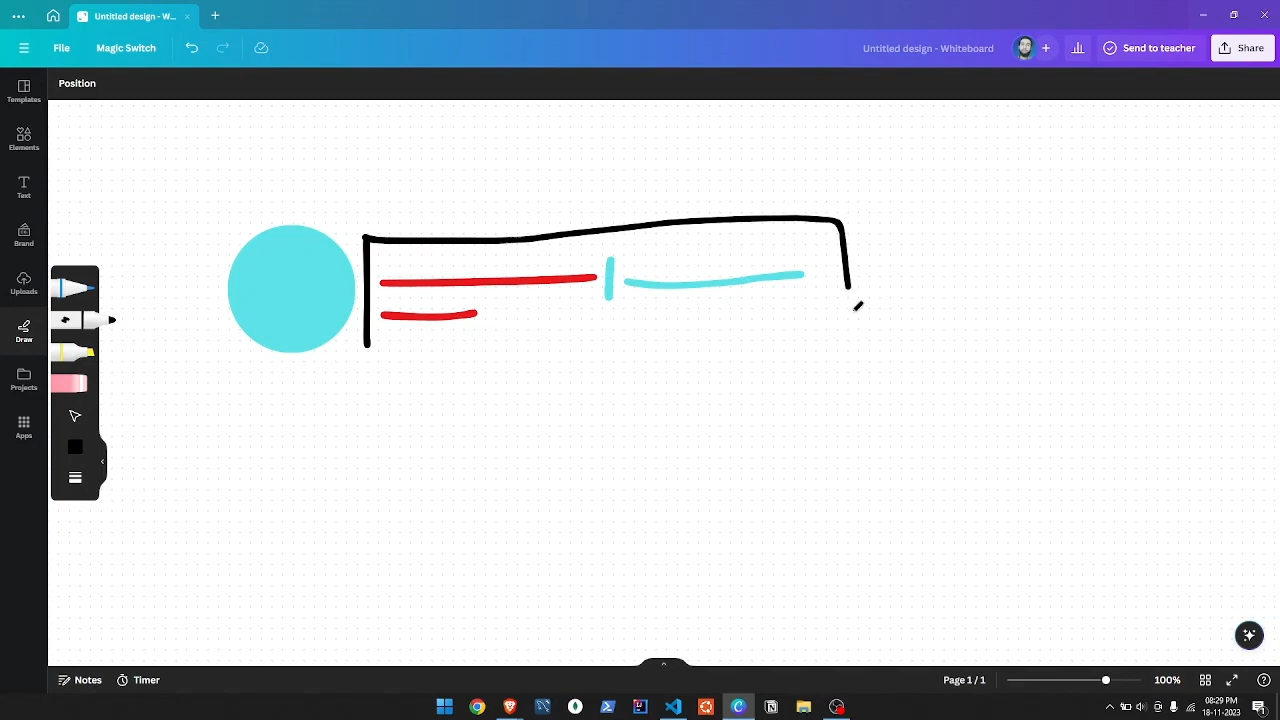 Untitled design - W...
File
Magic Switch
Untitled design - Whiteboard
Send to teacher
Share
Position
Templates
Elements
Text
Brand
Uploads
Draw
Projects
Apps
Notes
Timer
Page 1 / 1
100%
08:29 PM
18-11-2023